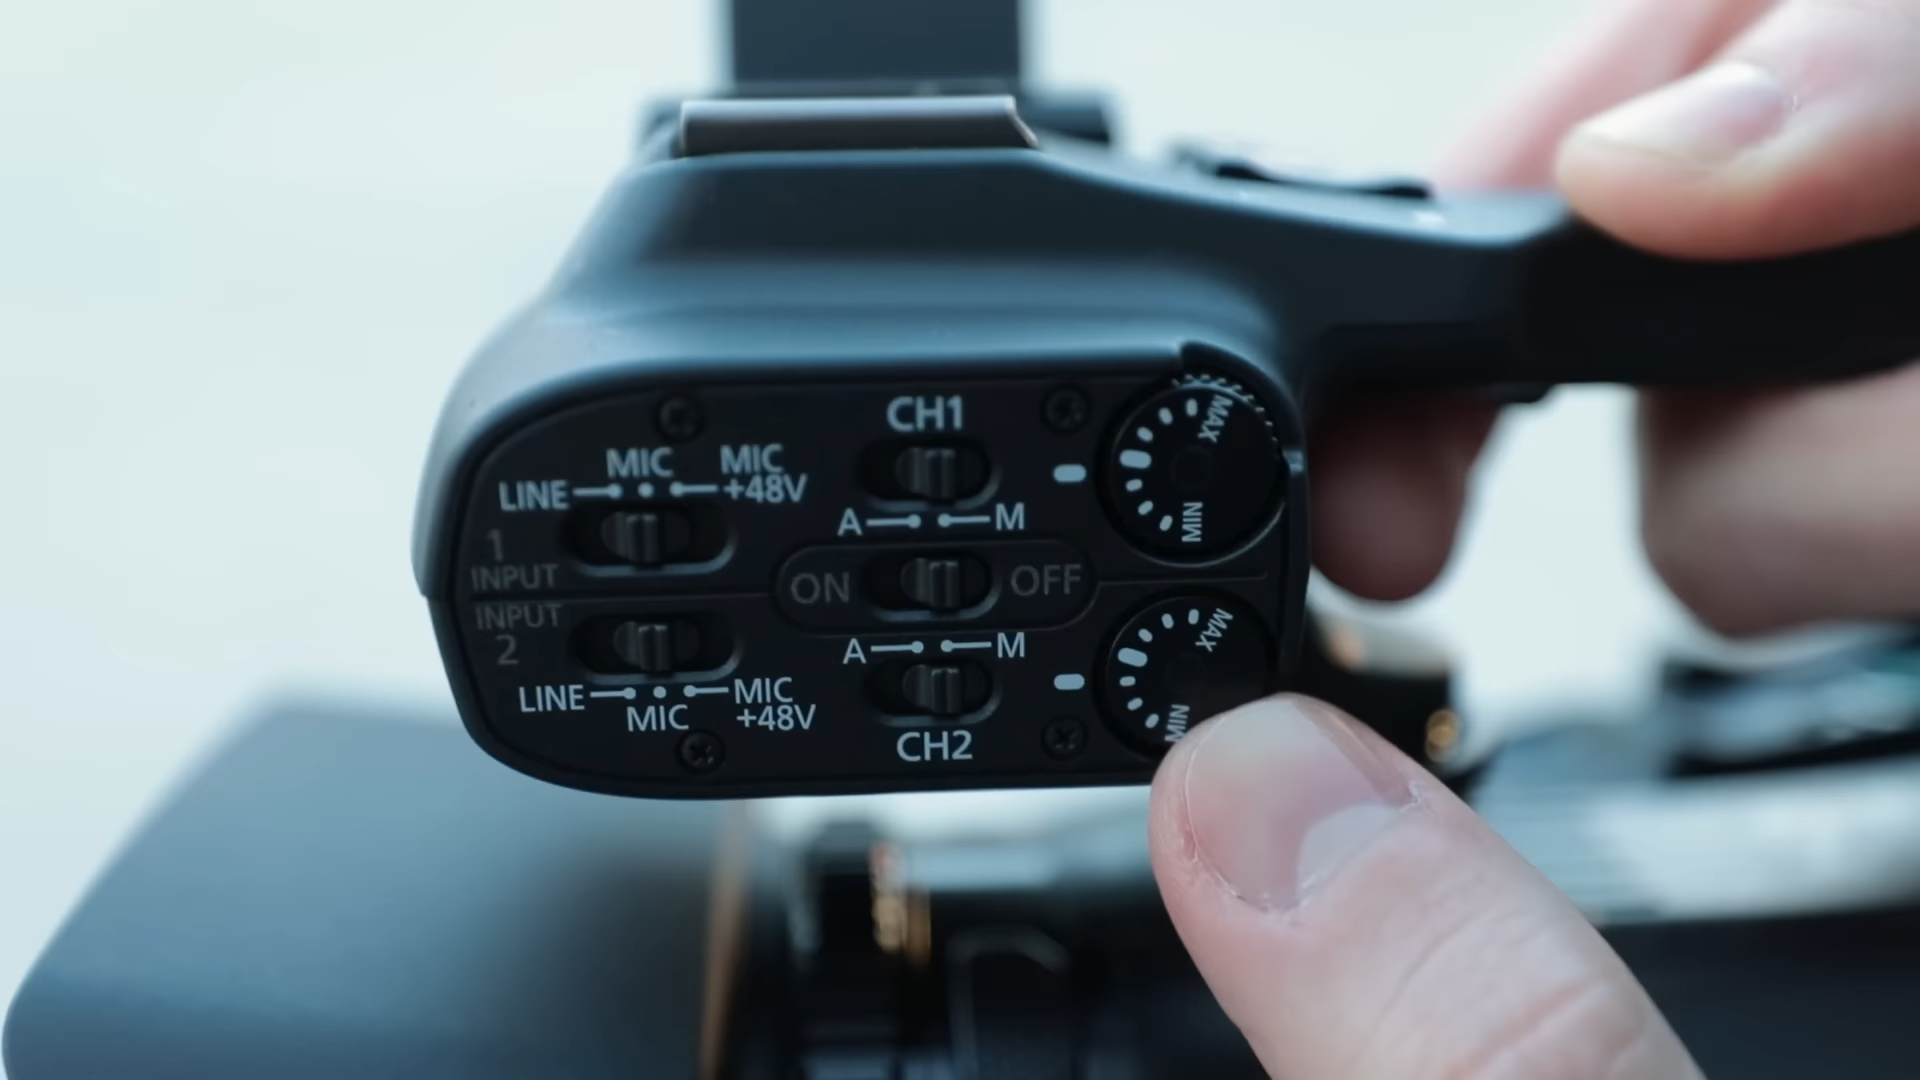 CH1
MAX
MIC
MIC
+48V
LINE
A
M
MIN
1
INPUT
ON
OFF
INPUT
2
MAX
A
M
LINE
MIC
MIC
+48V
MIN
CH2